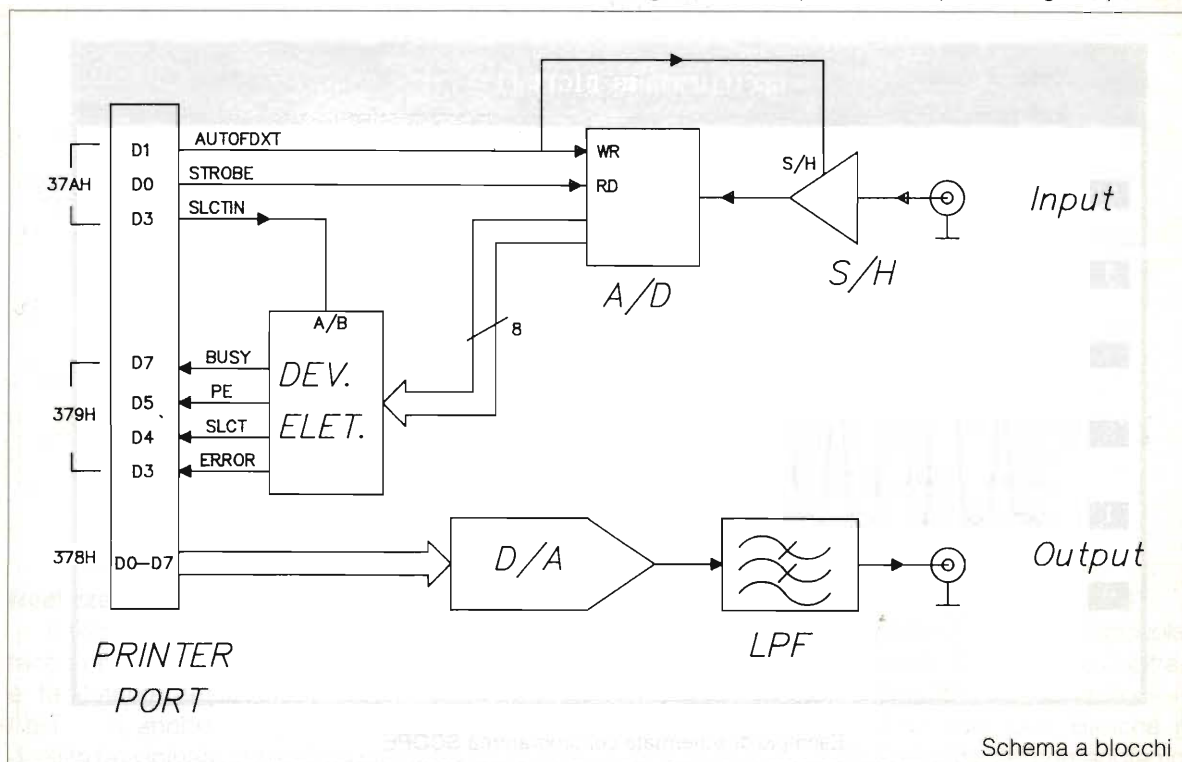 D1 AUTOFDXT WR
37AH D0 STROBE RD
D3 SLCTIN
S/H
Input
S/H
A/D
8
A/B
D7 BUSY
379H D5 PE
D4 SLCT
D3 ERROR
DEV.
ELET.
378H D0-D7
D/A
LPF
Output
PRINTER
PORT
Schema a blocchi